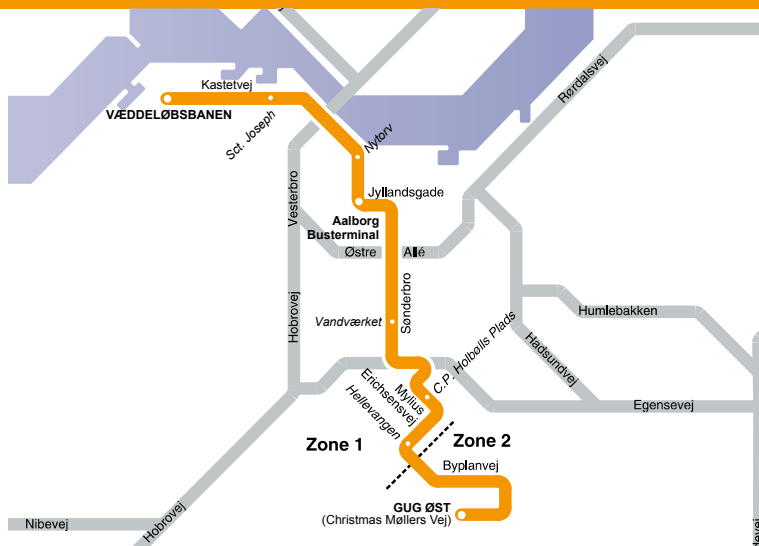 Kastetvej
VÆDDELØBSBANEN
Sct. Joseph
Nytorv
Rørdalsvej
Vesterbro
Jyllandsgade
Aalborg
Busterminal
Østre Allé
Sønderbro
Vandværket
Hobrovej
C.P. Holbølls Plads
Humlebakken
Hadsundvej
Mylius
Erichsensvej
Hellevangen
Egensevej
Zone 1
Zone 2
Byplanvej
GUG ØST
(Christmas Møllers Vej)
Nibevej
Hobrovej